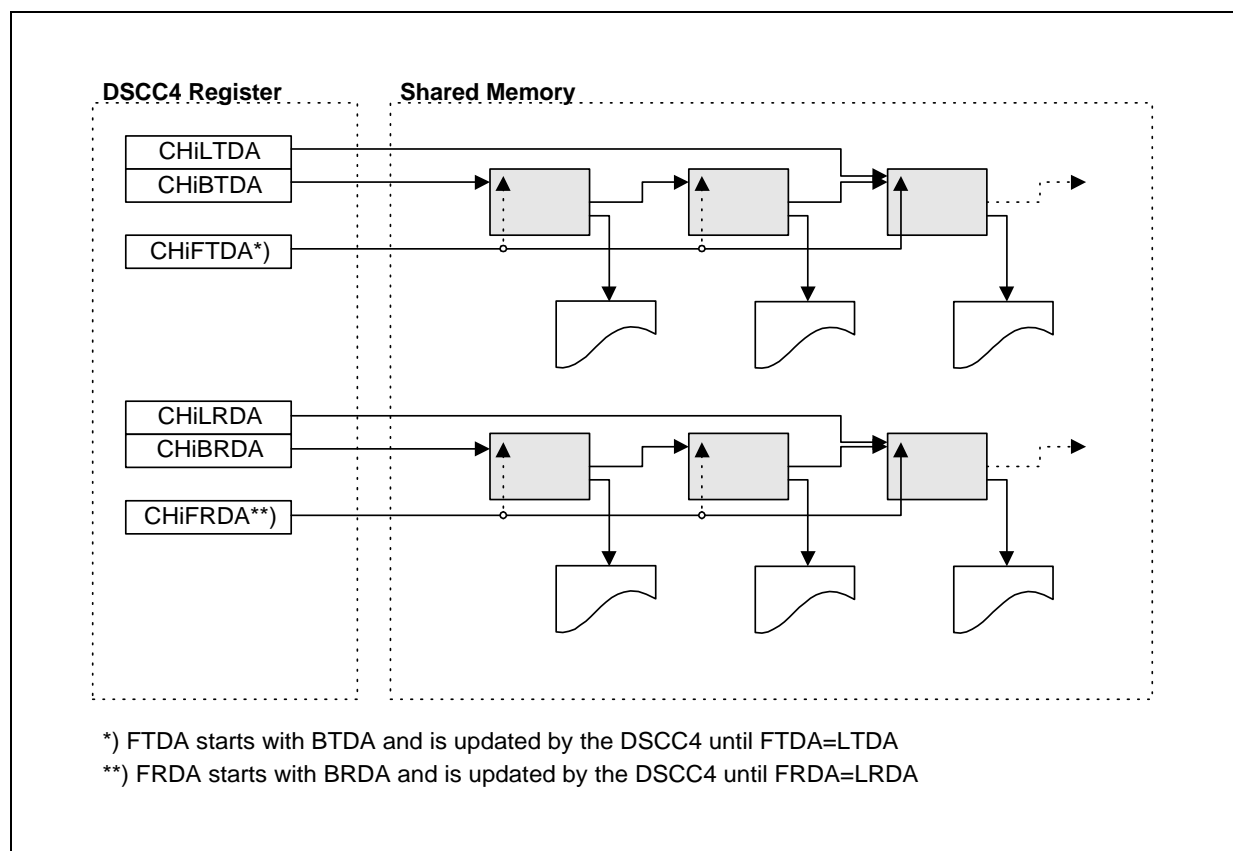 DSCC4 Register
Shared Memory
CHiLTDA
CHiBTDA
CHiFTDA*)
CHiLRDA
CHiBRDA
CHiFRDA**)
*) FTDA starts with BTDA and is updated by the DSCC4 until FTDA=LTDA
**) FRDA starts with BRDA and is updated by the DSCC4 until FRDA=LRDA